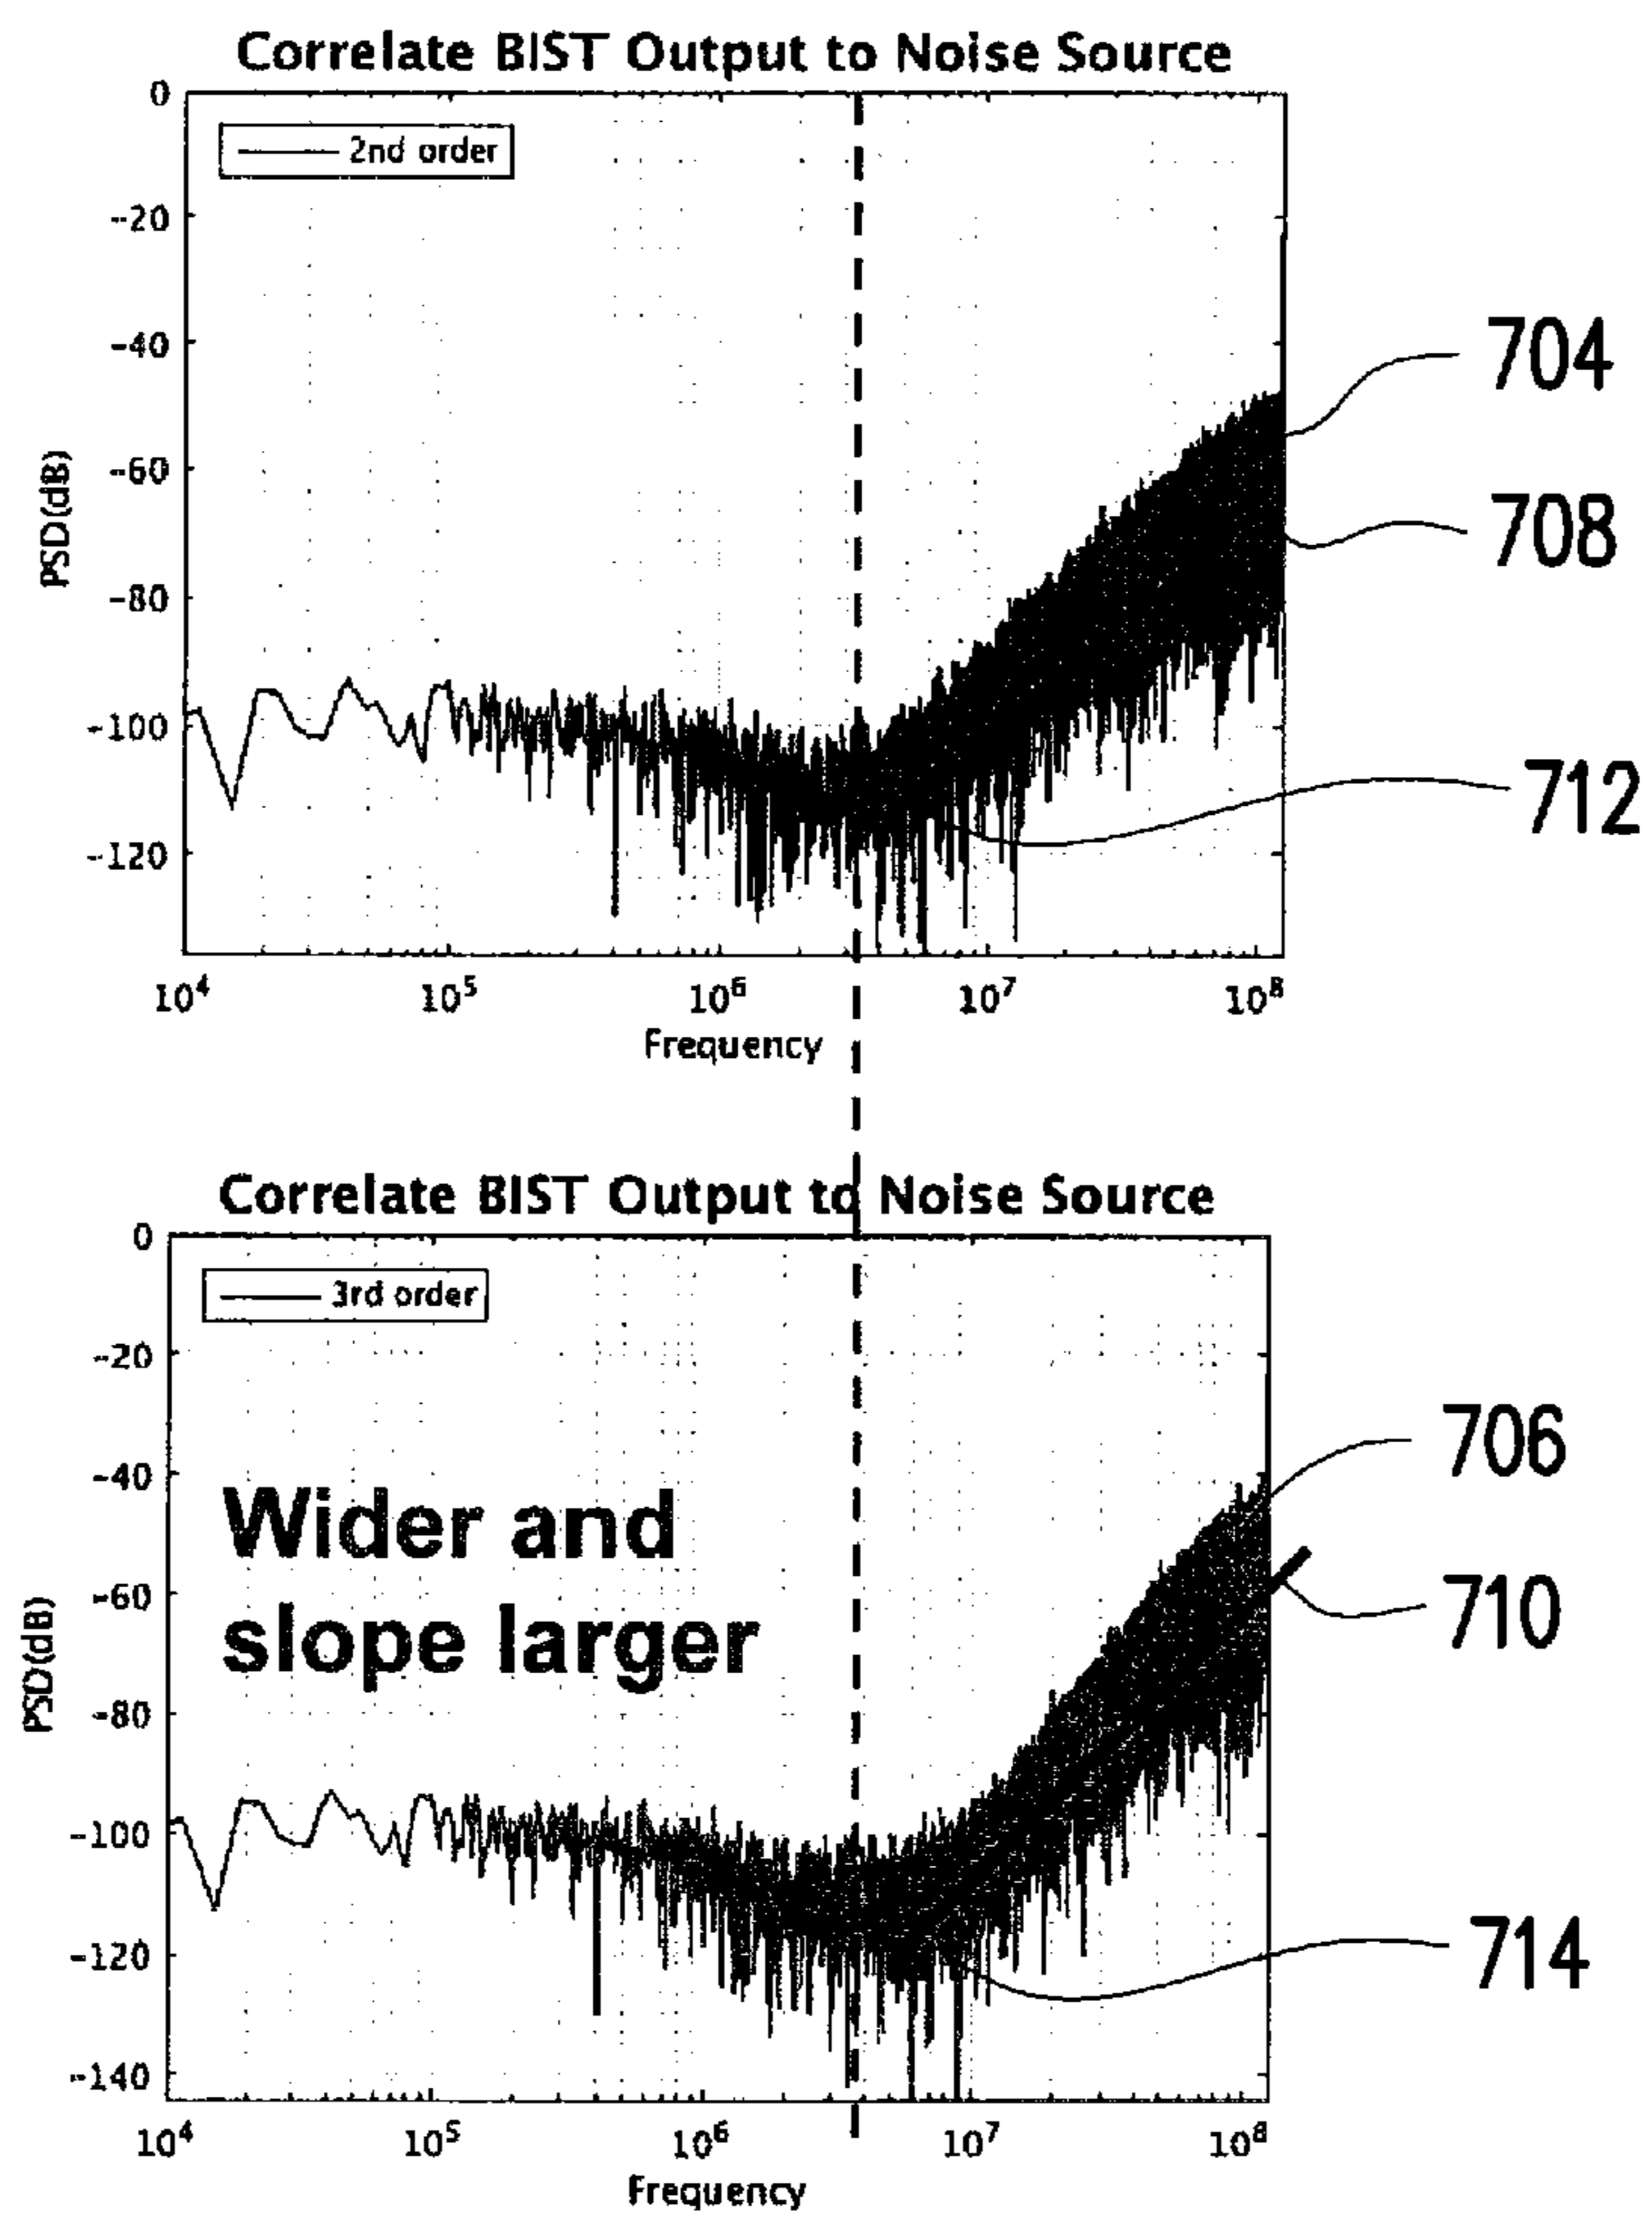 Correlate BIST Output to Noise Source
0
2nd order
-20
-40
704
PSD(dB)
-60
708
-80
-100
712
-120
10⁴ 10⁵ 10⁶ 10⁷ 10⁸
Frequency
Correlate BIST Output to Noise Source
0
3rd order
-20
706
-40
Wider and
slope larger
PSD(dB)
-60
710
-80
-100
-120
714
-140
10⁴ 10⁵ 10⁶ 10⁷ 10⁸
Frequency